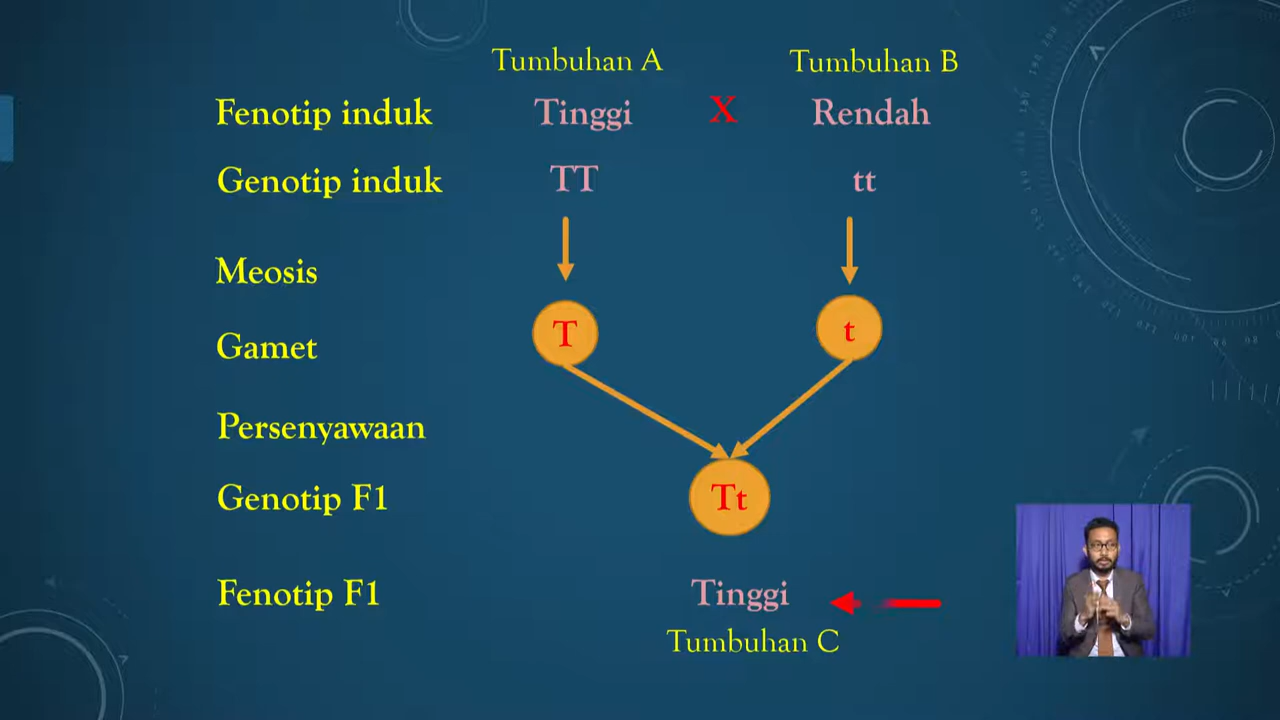 Tumbuhan A Tumbuhan B
Fenotip induk Tinggi X Rendah
Genotip induk TT tt
Meosis
Gamet T t
Persenyawaan
Genotip F1 Tt
Fenotip F1 Tinggi
Tumbuhan C